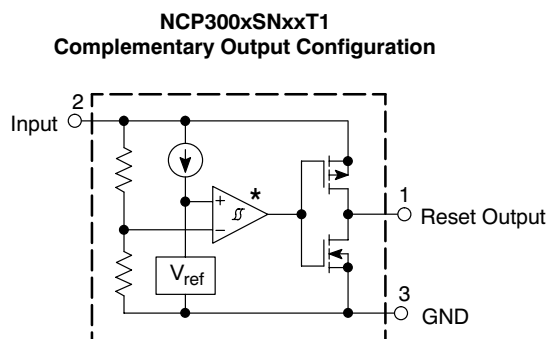 NCP300xSNxxT1
Complementary Output Configuration
2
Input
*
+
1
Reset Output
−
Vref
3
GND